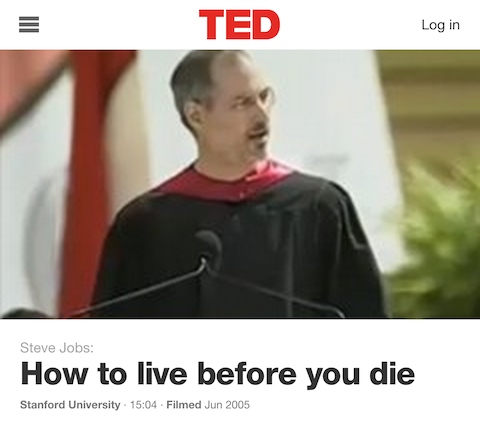 TED
Log in
Steve Jobs:
How to live before you die
Stanford University · 15:04 · Filmed Jun 2005